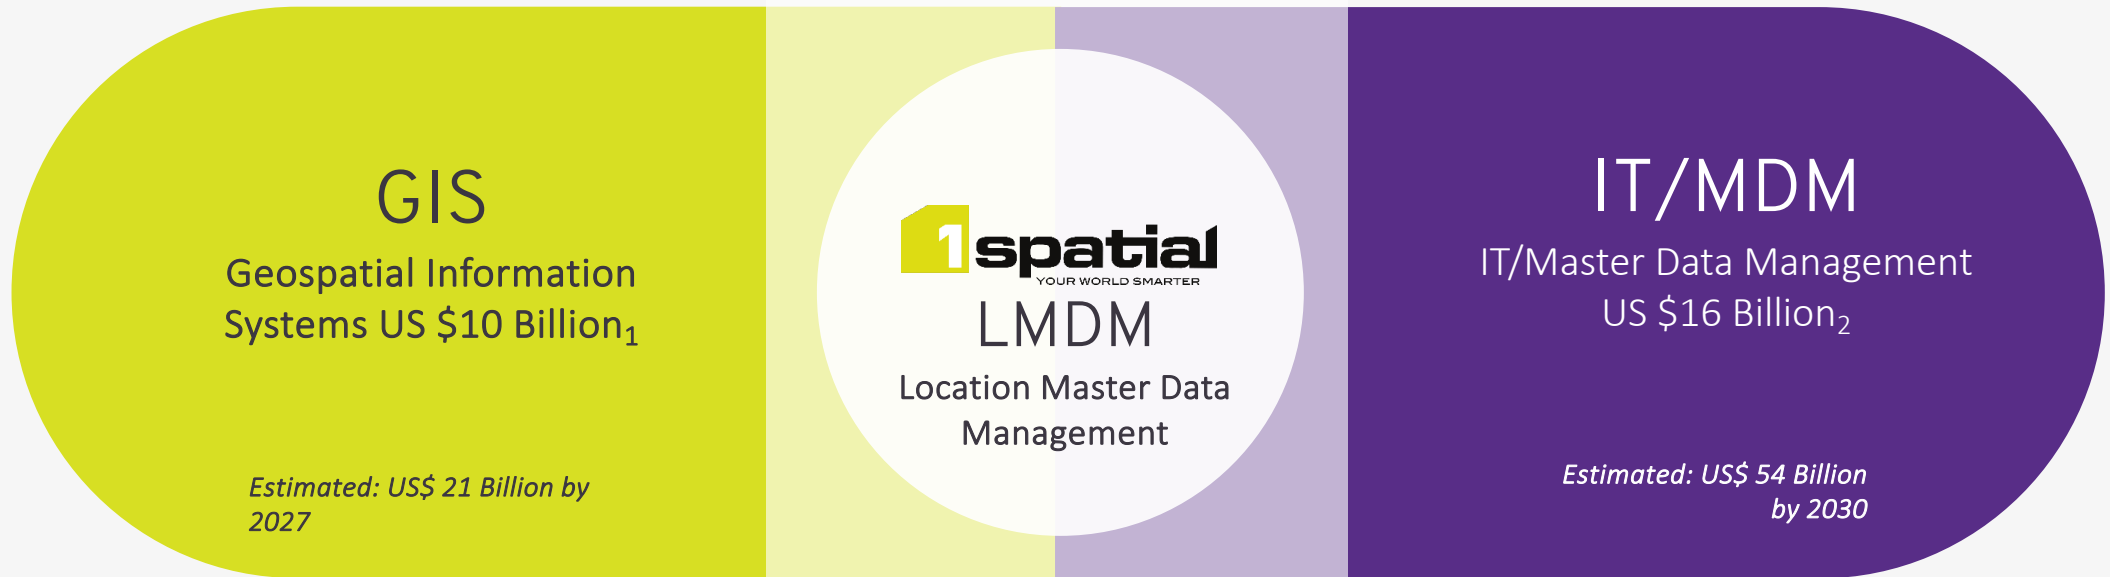 GIS
Geospatial Information
Systems US $10 Billion1
Estimated: US$ 21 Billion by
2027
1spatial
YOUR WORLD SMARTER
LMDM
Location Master Data
Management
IT/MDM
IT/Master Data Management
US $16 Billion2
Estimated: US$ 54 Billion
by 2030